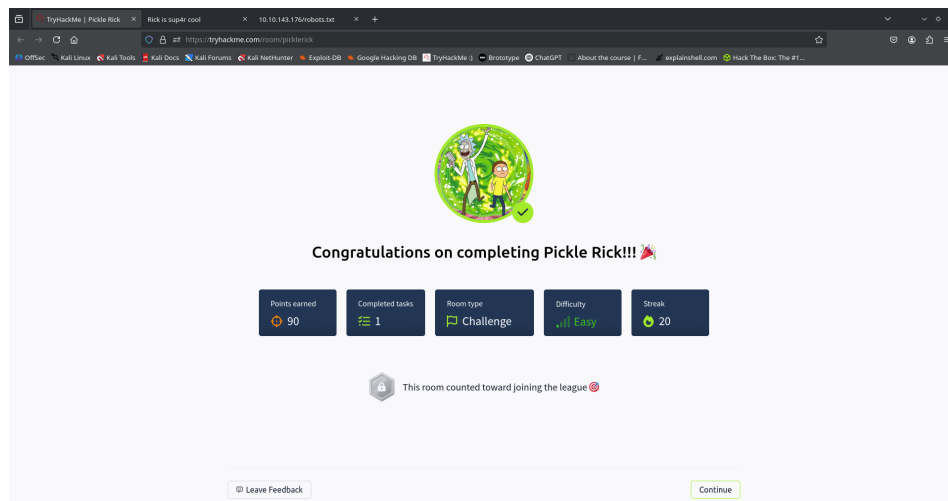 TryHackMe | Pickle Rick
Rick is sup4r cool
10.10.143.176/robots.txt
https://tryhackme.com/room/picklerick
OffSec Kali Linux Kali Tools Kali Docs Kali Forums Kali NetHunter Exploit-DB Google Hacking DB TryHackMe :) Brototype ChatGPT About the course | F... explainshell.com Hack The Box: The #1...
Congratulations on completing Pickle Rick!!! 🎉
Points earned
90
Completed tasks
1
Room type
Challenge
Difficulty
Easy
Streak
20
This room counted toward joining the league 🎯
Leave Feedback
Continue